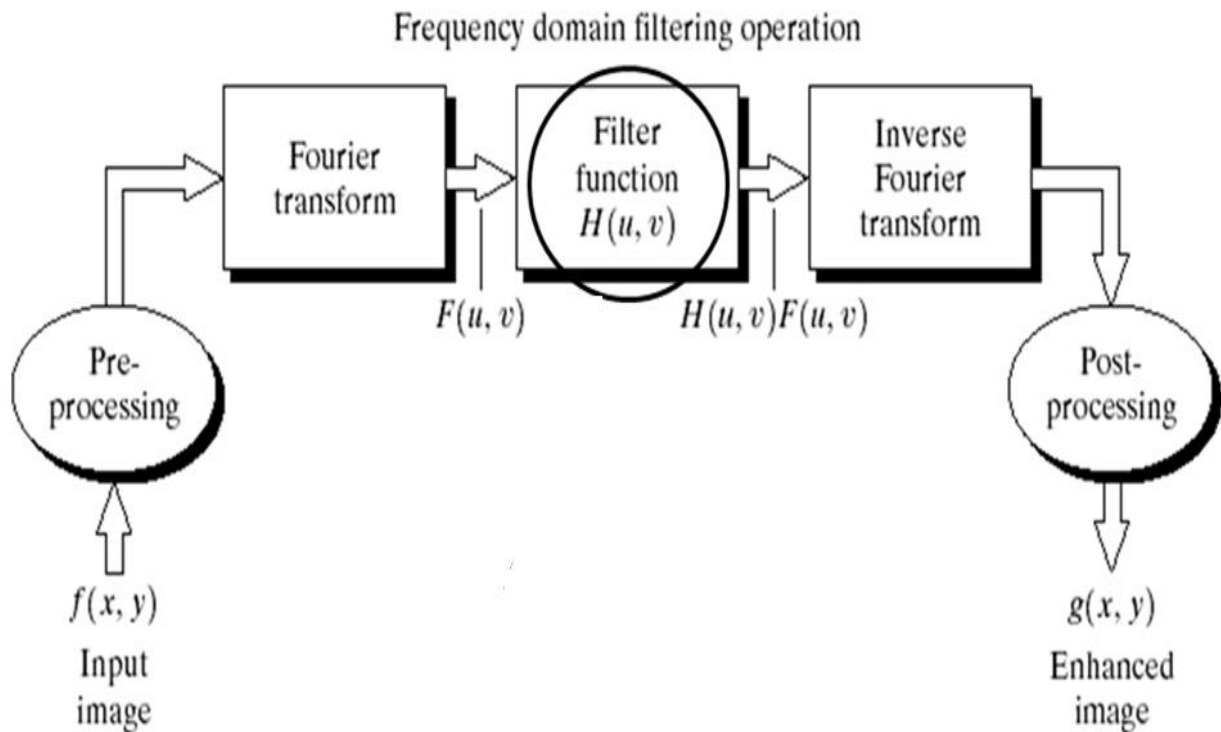 Frequency domain filtering operation
Fourier
transform
Filter
function
H(u, v)
Inverse
Fourier
transform
F(u, v)
H(u, v)F(u, v)
Pre-
processing
Post-
processing
f(x, y)
Input
image
g(x, y)
Enhanced
image